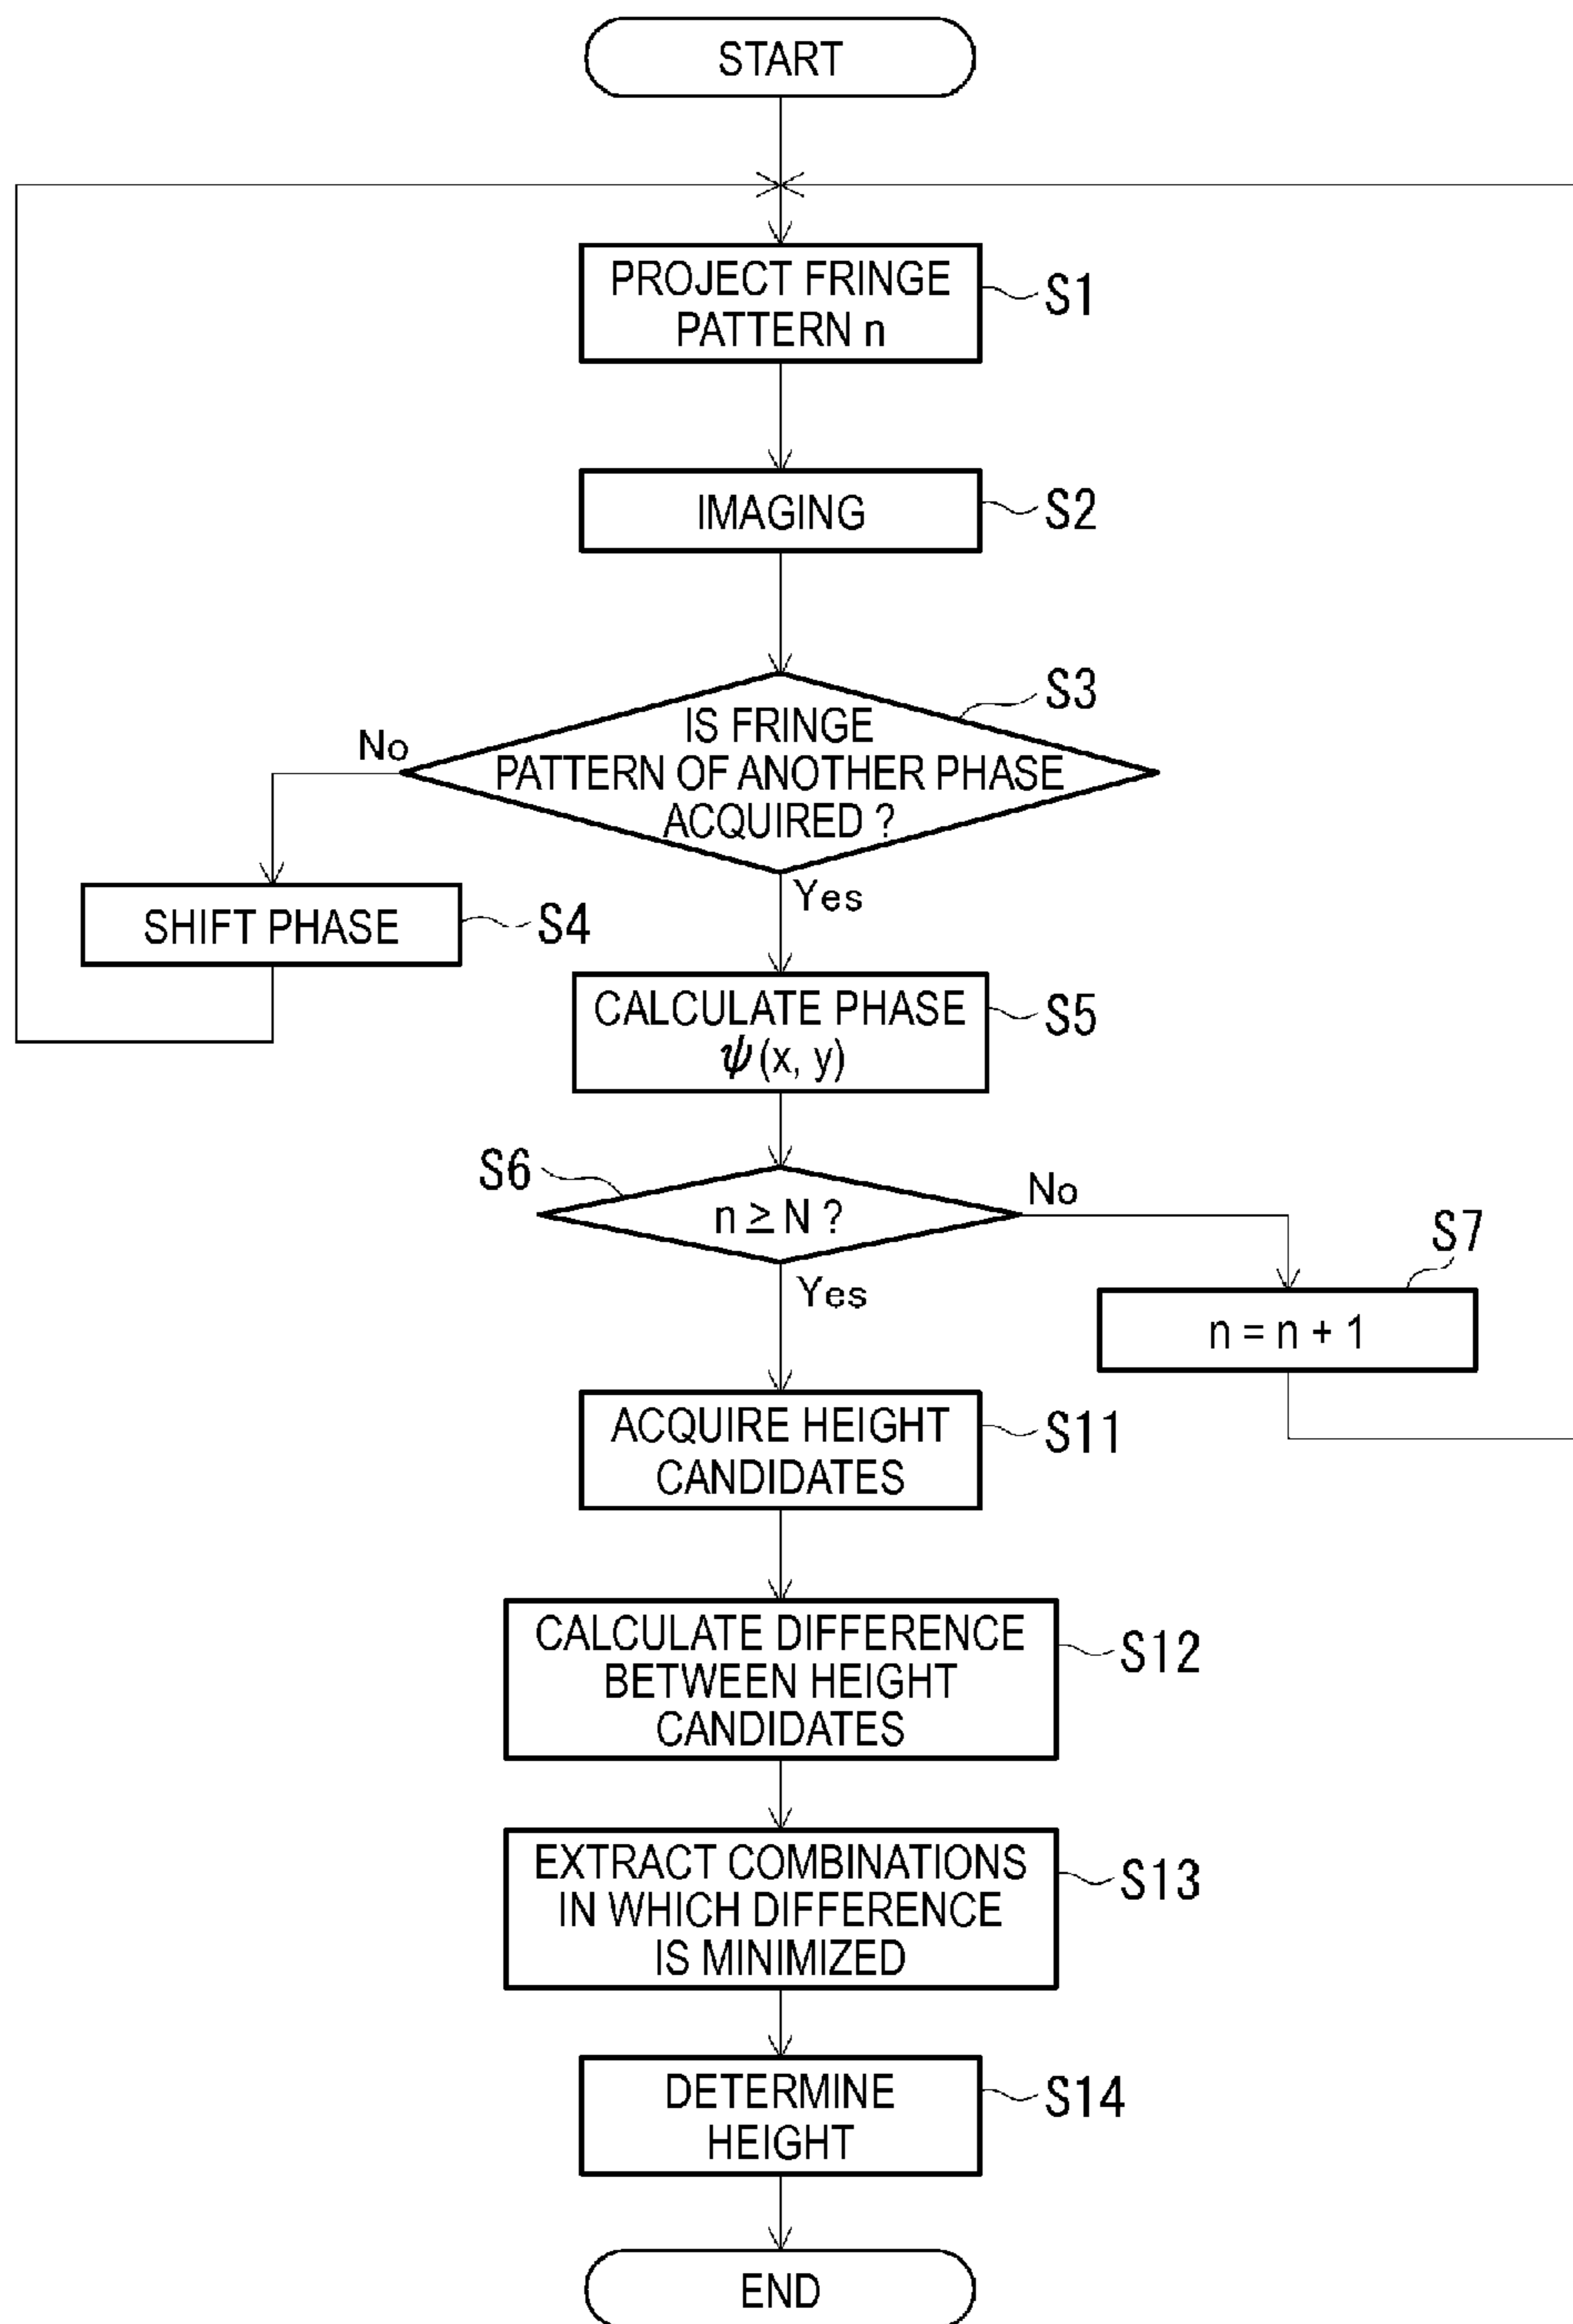 START
PROJECT FRINGE
PATTERN n
S1
IMAGING
S2
S3
IS FRINGE
PATTERN OF ANOTHER PHASE
ACQUIRED ?
No
Yes
SHIFT PHASE
S4
CALCULATE PHASE
ψ(x, y)
S5
S6
n ≥ N ?
No
Yes
S7
n = n + 1
ACQUIRE HEIGHT
CANDIDATES
S11
CALCULATE DIFFERENCE
BETWEEN HEIGHT
CANDIDATES
S12
EXTRACT COMBINATIONS
IN WHICH DIFFERENCE
IS MINIMIZED
S13
DETERMINE
HEIGHT
S14
END